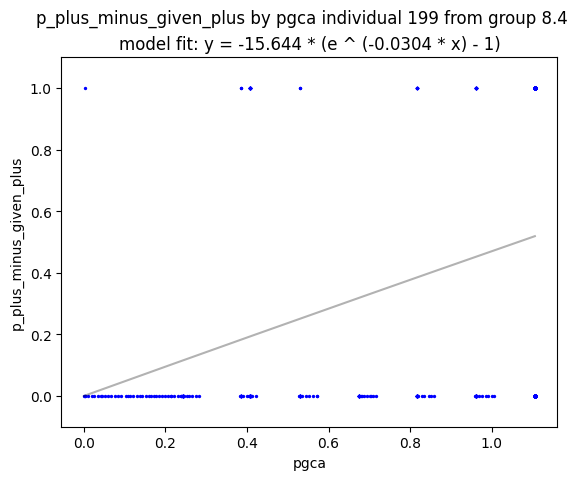 p_plus_minus_given_plus by pgca individual 199 from group 8.4
model fit: y = -15.644 * (e ^ (-0.0304 * x) - 1)
1.0
0.8
0.6
0.4
0.2
0.0
p_plus_minus_given_plus
0.0 0.2 0.4 0.6 0.8 1.0
pgca